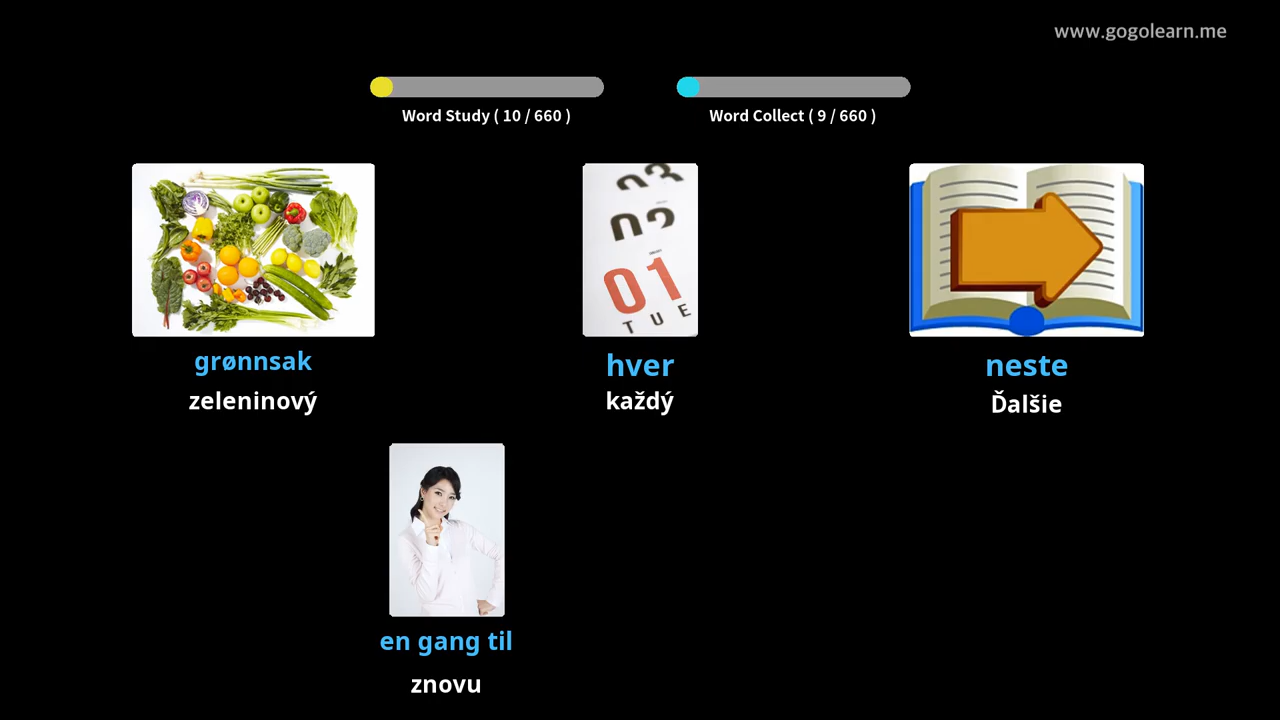 www.gogolearn.me
Word Study ( 10 / 660 )
Word Collect ( 9 / 660 )
01
TUE
grønnsak
hver
neste
zeleninový
každý
Ďalšie
en gang til
znovu